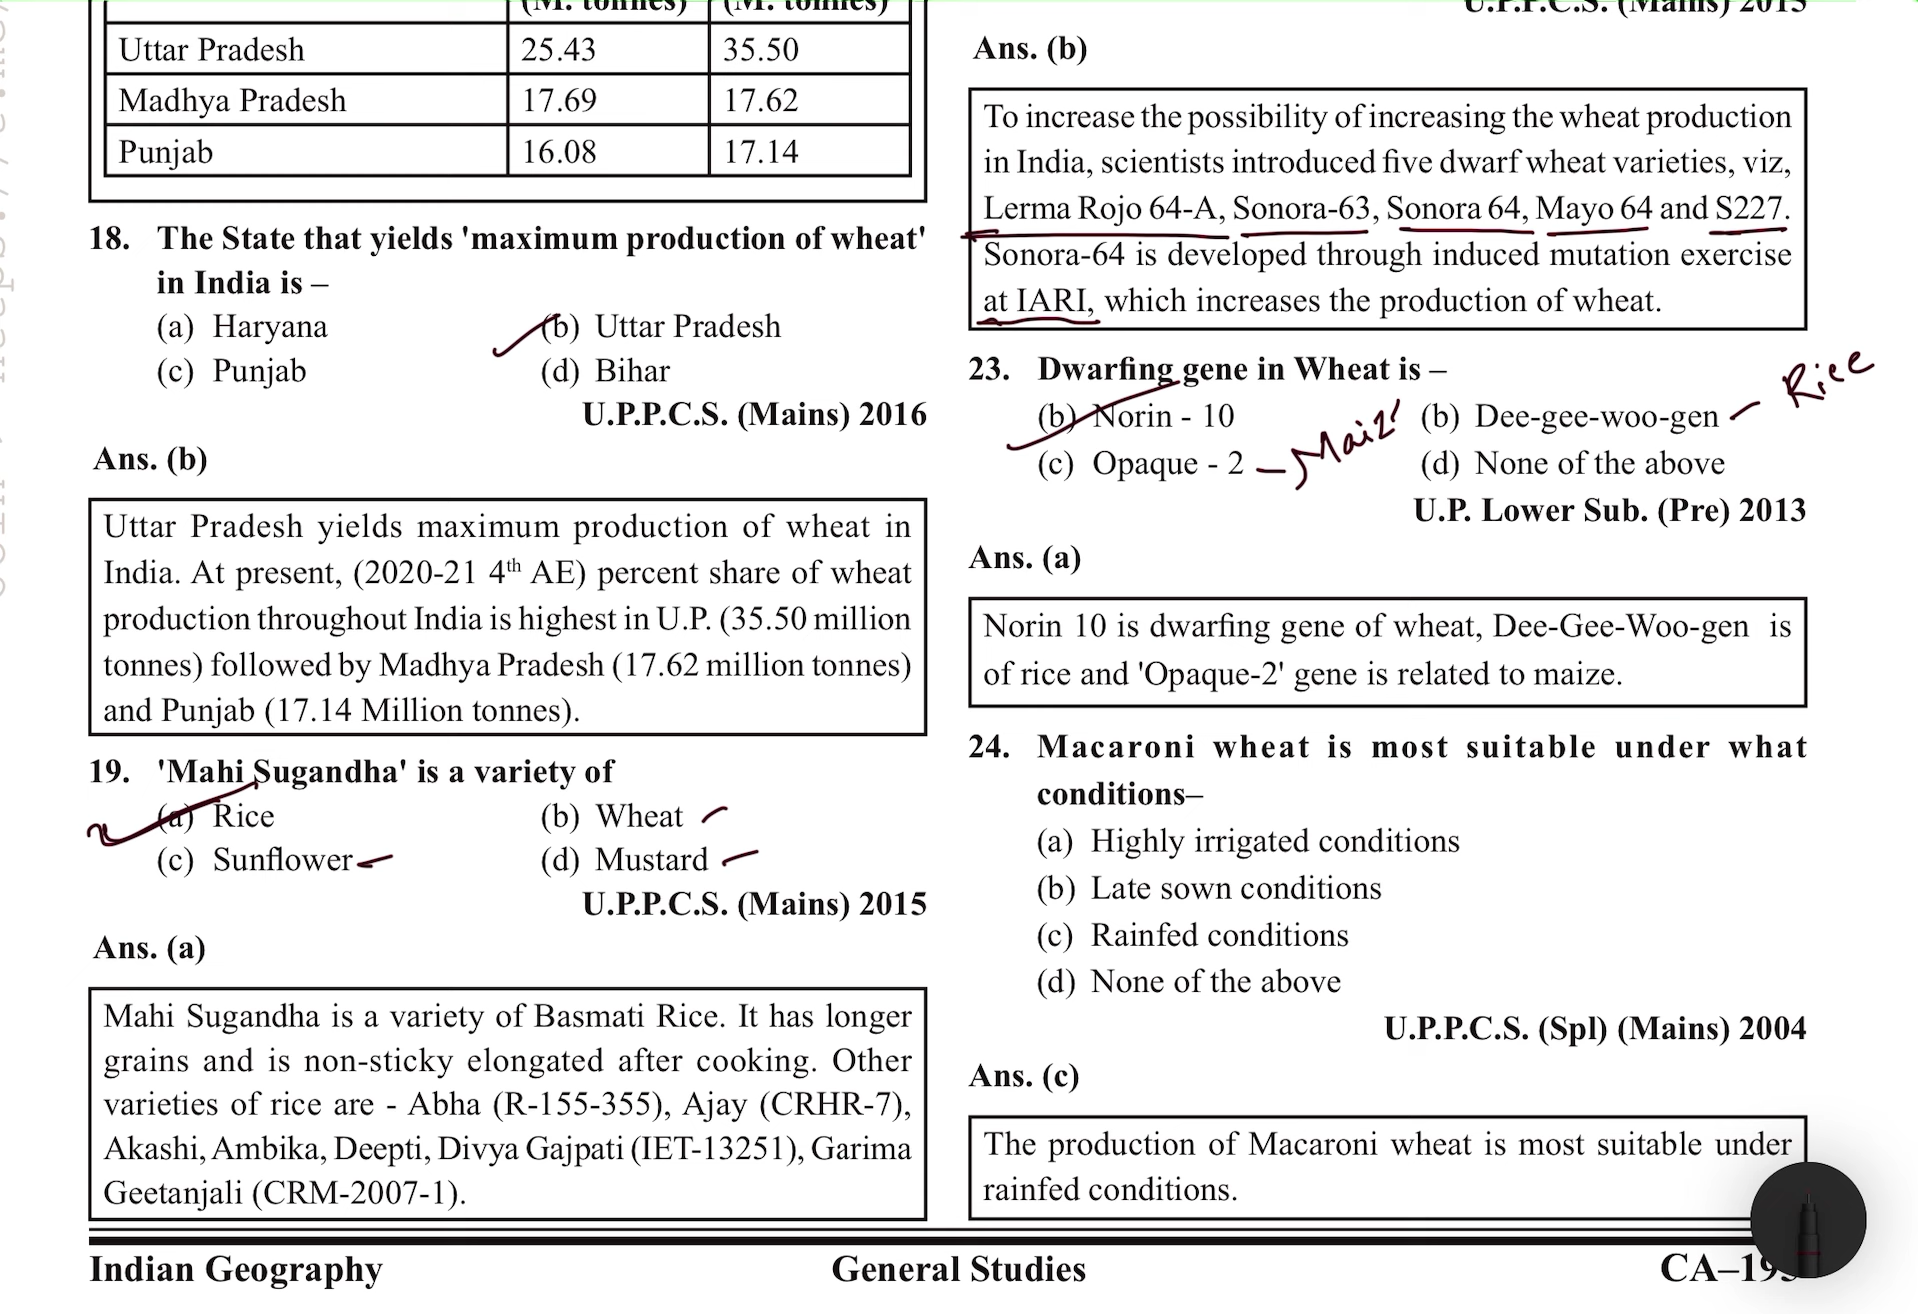 (M. tonnes) (M. tonnes)
Uttar Pradesh 25.43 35.50
Madhya Pradesh 17.69 17.62
Punjab 16.08 17.14
18. The State that yields 'maximum production of wheat'
in India is –
(a) Haryana (b) Uttar Pradesh
(c) Punjab (d) Bihar
U.P.P.C.S. (Mains) 2016
Ans. (b)
Uttar Pradesh yields maximum production of wheat in
India. At present, (2020-21 4th AE) percent share of wheat
production throughout India is highest in U.P. (35.50 million
tonnes) followed by Madhya Pradesh (17.62 million tonnes)
and Punjab (17.14 Million tonnes).
19. 'Mahi Sugandha' is a variety of
(a) Rice (b) Wheat
(c) Sunflower (d) Mustard
U.P.P.C.S. (Mains) 2015
Ans. (a)
Mahi Sugandha is a variety of Basmati Rice. It has longer
grains and is non-sticky elongated after cooking. Other
varieties of rice are - Abha (R-155-355), Ajay (CRHR-7),
Akashi, Ambika, Deepti, Divya Gajpati (IET-13251), Garima
Geetanjali (CRM-2007-1).
U.P.P.C.S. (Mains) 2015
Ans. (b)
To increase the possibility of increasing the wheat production
in India, scientists introduced five dwarf wheat varieties, viz,
Lerma Rojo 64-A, Sonora-63, Sonora 64, Mayo 64 and S227.
Sonora-64 is developed through induced mutation exercise
at IARI, which increases the production of wheat.
23. Dwarfing gene in Wheat is –
(b) Norin - 10 (b) Dee-gee-woo-gen Rice
(c) Opaque - 2 Maiz (d) None of the above
U.P. Lower Sub. (Pre) 2013
Ans. (a)
Norin 10 is dwarfing gene of wheat, Dee-Gee-Woo-gen is
of rice and 'Opaque-2' gene is related to maize.
24. Macaroni wheat is most suitable under what
conditions–
(a) Highly irrigated conditions
(b) Late sown conditions
(c) Rainfed conditions
(d) None of the above
U.P.P.C.S. (Spl) (Mains) 2004
Ans. (c)
The production of Macaroni wheat is most suitable under
rainfed conditions.
Indian Geography General Studies CA–19